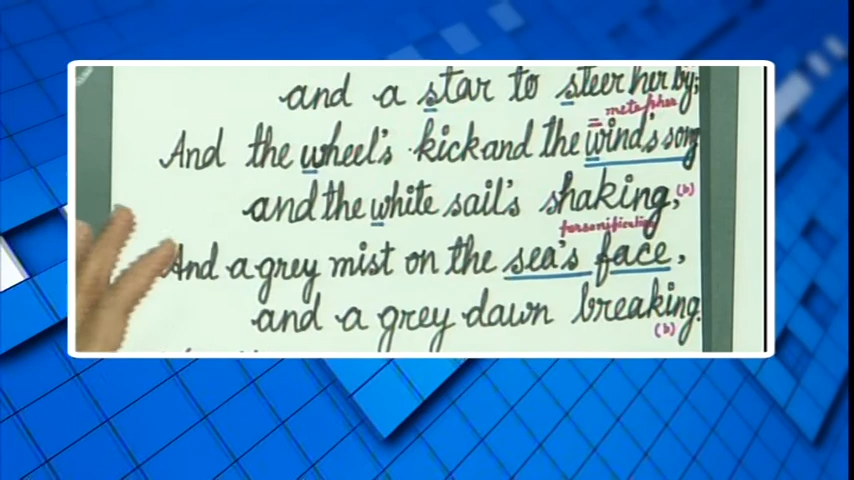 and a star to steer her by;
metapher
And the wheel's kick and the wind's song
and the white sail's shaking, (b)
personification
And a grey mist on the sea's face,
and a grey dawn breaking.
(b)